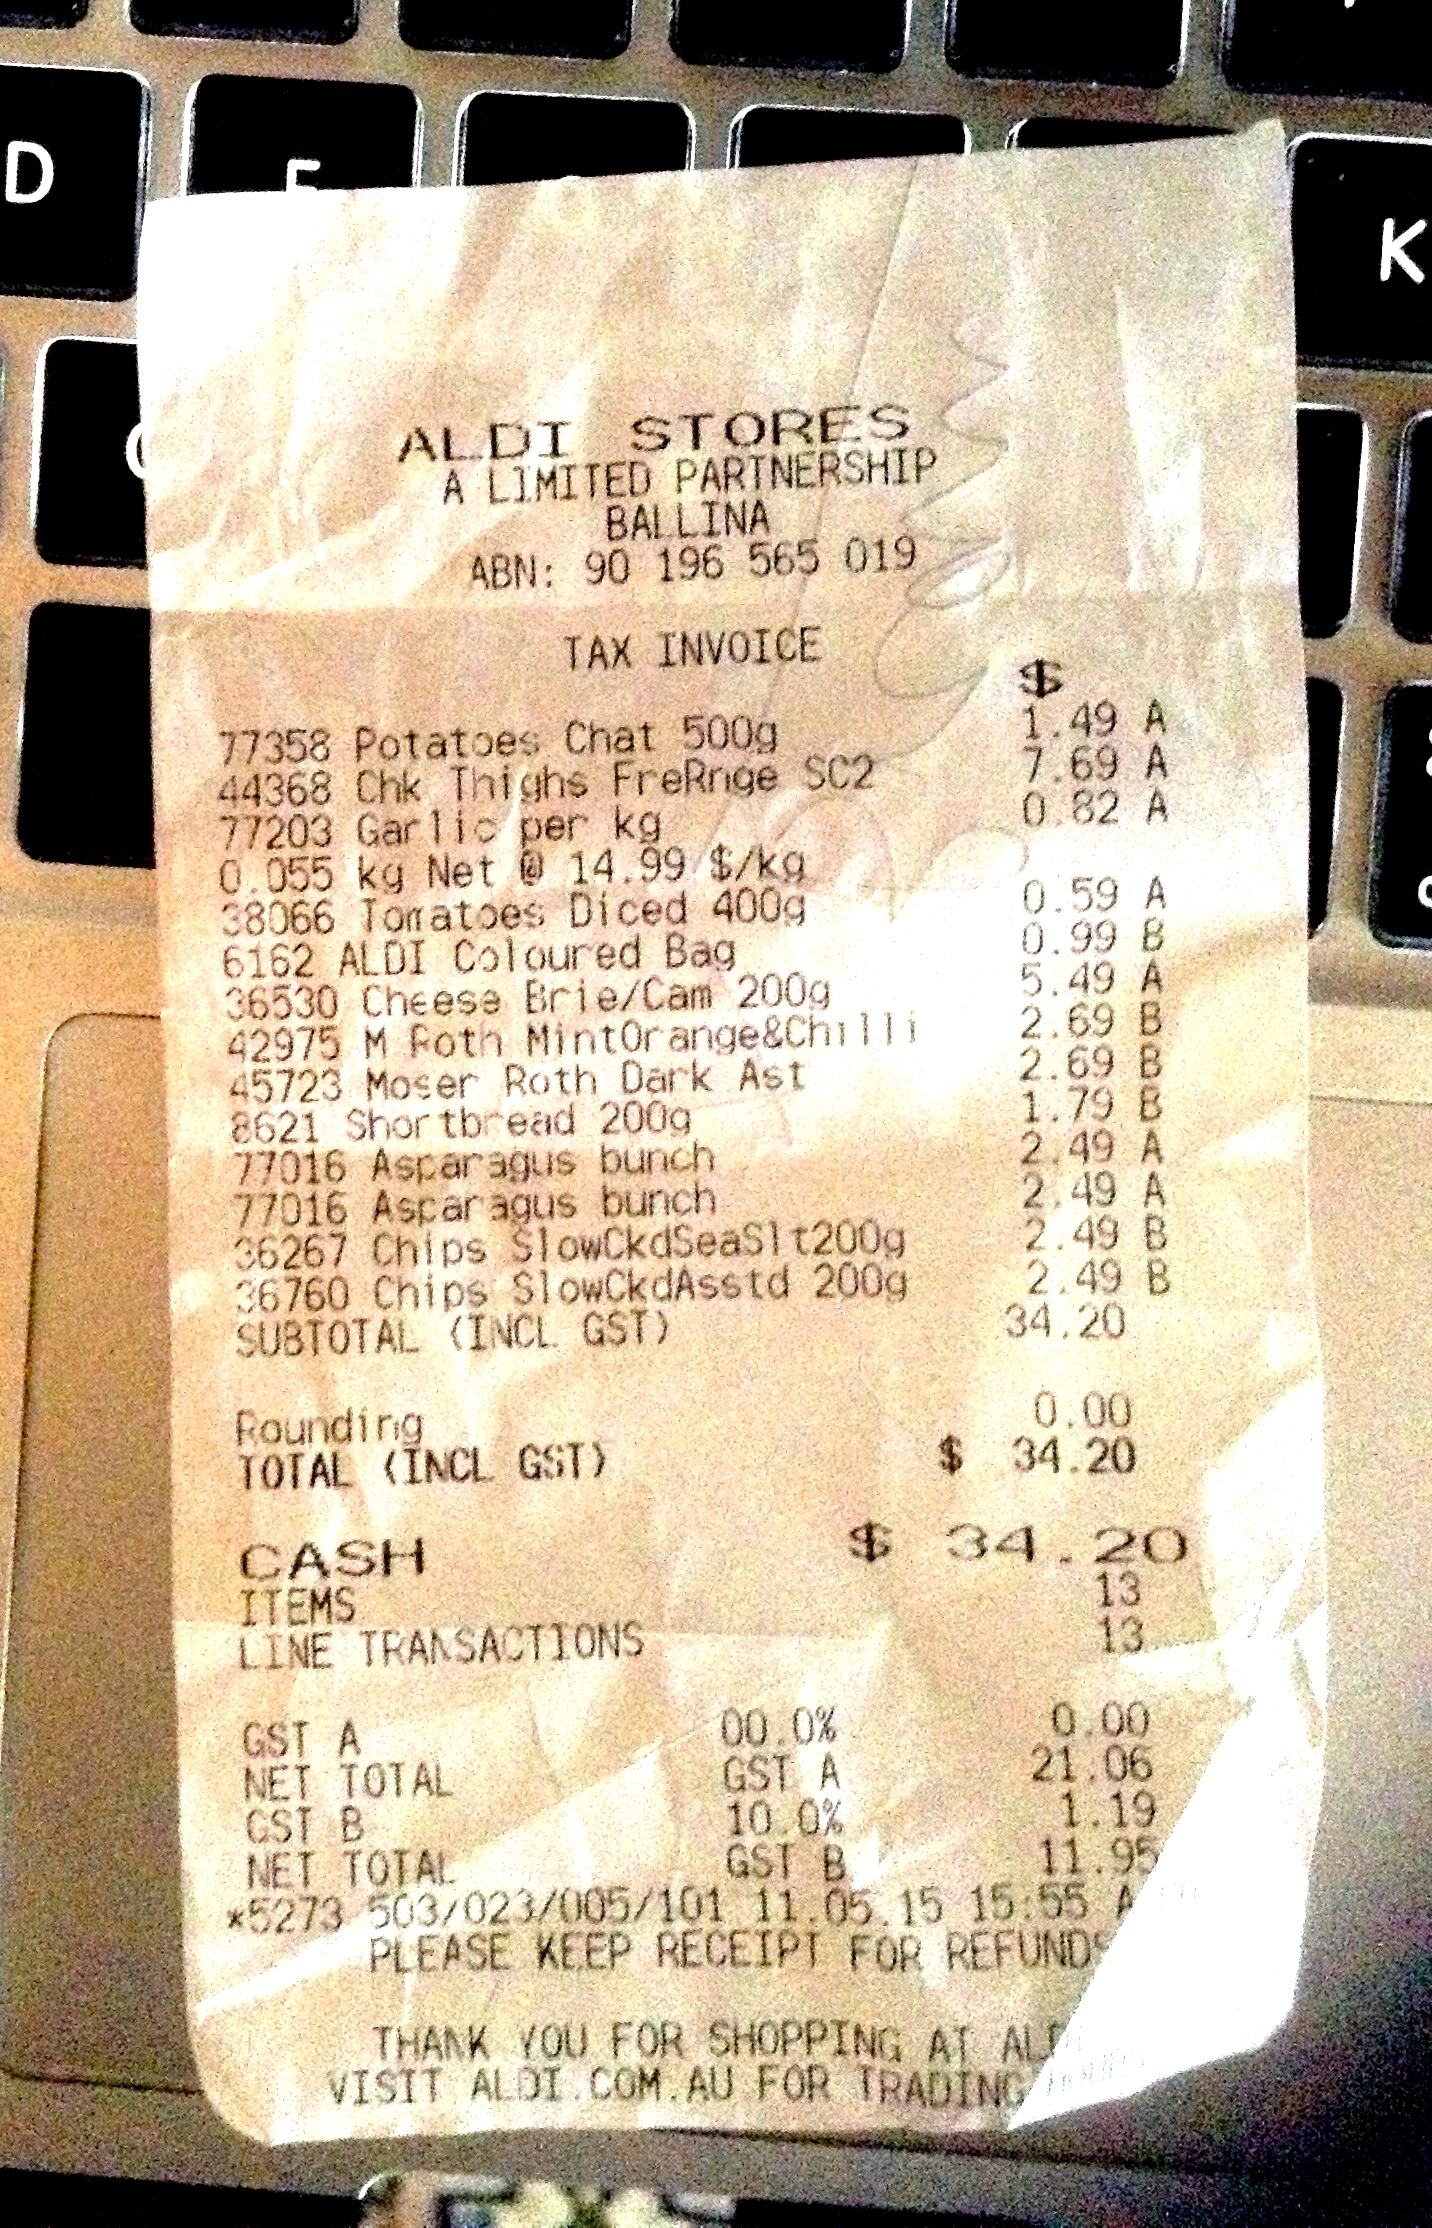 D F K
ALDI STORES
A LIMITED PARTNERSHIP
BALLINA
ABN: 90 196 565 019
TAX INVOICE
$
77358 Potatoes Chat 500g 1.49 A
44368 Chk Thighs FreRnge SC2 7.69 A
77203 Garlic per kg 0.82 A
0.055 kg Net @ 14.99 $/kg
38066 Tomatoes Diced 400g 0.59 A
6162 ALDI Coloured Bag 0.99 B
36530 Cheese Brie/Cam 200g 5.49 A
42975 M Roth MintOrange&Chilli 2.69 B
45723 Moser Roth Dark Ast 2.69 B
8621 Shortbread 200g 1.79 B
77016 Asparagus bunch 2.49 A
77016 Asparagus bunch 2.49 A
36267 Chips SlowCkdSeaSlt200g 2.49 B
36760 Chips SlowCkdAsstd 200g 2.49 B
SUBTOTAL (INCL GST) 34.20
Rounding 0.00
TOTAL (INCL GST) $ 34.20
CASH $ 34.20
ITEMS 13
LINE TRANSACTIONS 13
GST A 00.0% 0.00
NET TOTAL GST A 21.06
GST B 10.0% 1.19
NET TOTAL GST B 11.95
*5273 503/023/005/101 11.05.15 15:55 A
PLEASE KEEP RECEIPT FOR REFUNDS
THANK YOU FOR SHOPPING AT ALDI
VISIT ALDI.COM.AU FOR TRADING